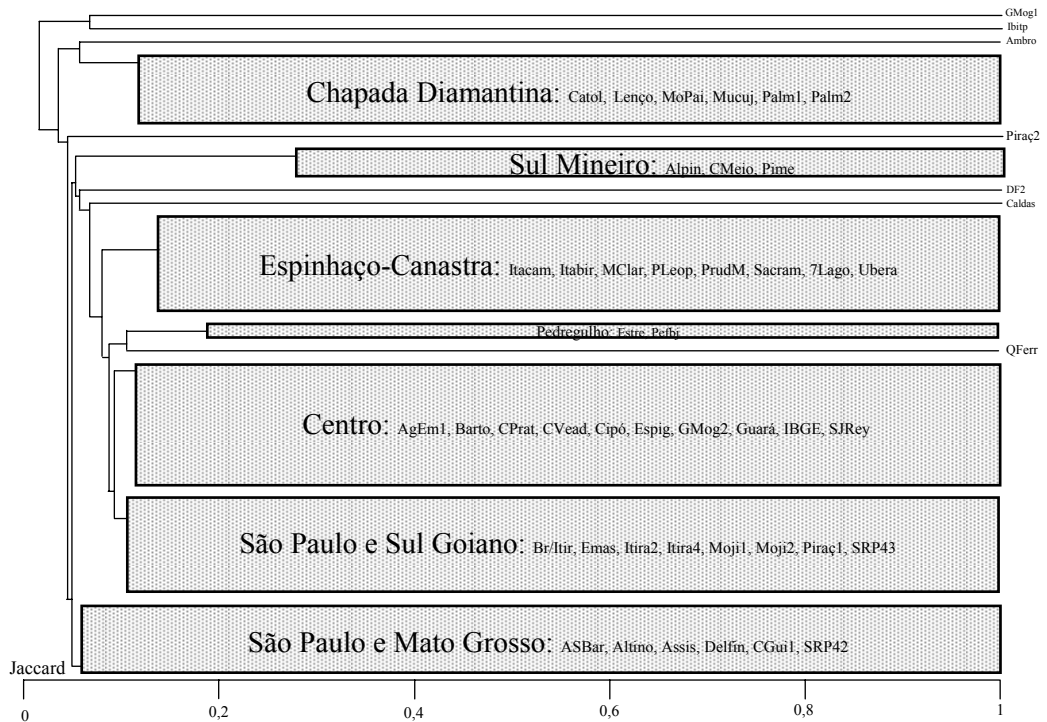 GMog1
Ibitp
Ambro
Chapada Diamantina: Catol, Lenço, MoPai, Mucuj, Palm1, Palm2
Piraç2
Sul Mineiro: Alpin, CMeio, Pime
DF2
Caldas
Espinhaço-Canastra: Itacam, Itabir, MClar, PLeop, PrudM, Sacram, 7Lago, Ubera
Pedregulho: Estre, Pefbj
QFerr
Centro: AgEm1, Barto, CPrat, CVead, Cipó, Espig, GMog2, Guará, IBGE, SJRey
São Paulo e Sul Goiano: Br/Itir, Emas, Itira2, Itira4, Moji1, Moji2, Piraç1, SRP43
São Paulo e Mato Grosso: ASBar, Altino, Assis, Delfin, CGui1, SRP42
Jaccard
0 0,2 0,4 0,6 0,8 1